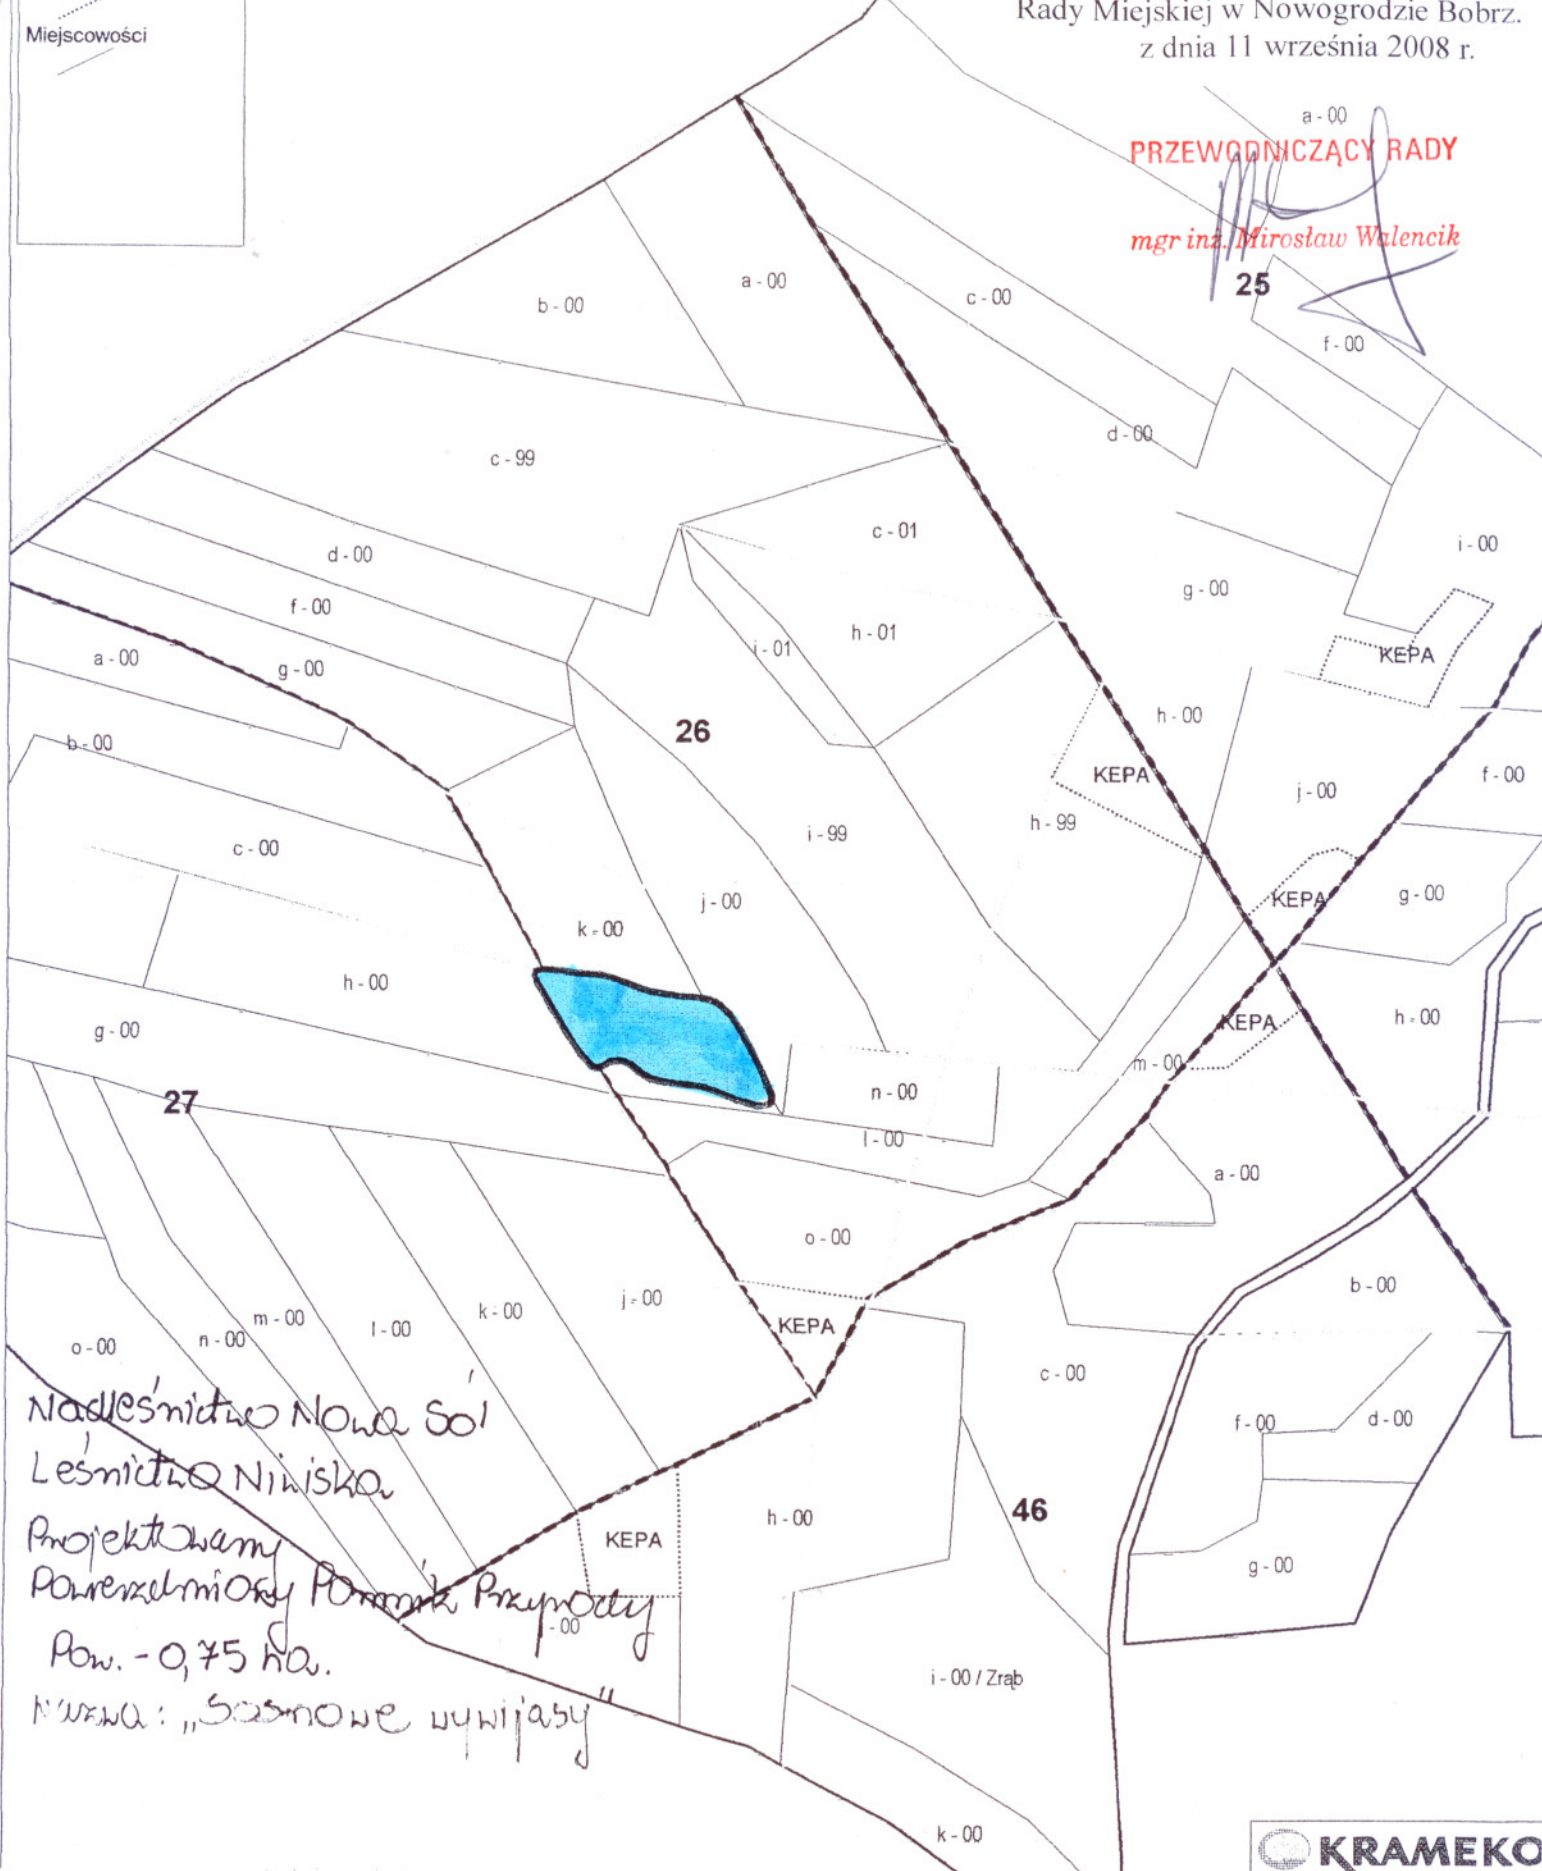 Miejscowości
Rady Miejskiej w Nowogrodzie Bobrz.
z dnia 11 września 2008 r.
a - 00
PRZEWODNICZĄCY RADY
mgr inż. Mirosław Walencik
25
b - 00
a - 00
c - 00
f - 00
c - 99
d - 00
c - 01
i - 00
d - 00
g - 00
f - 00
h - 01
i - 01
KEPA
a - 00
g - 00
26
h - 00
b - 00
KEPA
f - 00
j - 00
i - 99
h - 99
c - 00
j - 00
KEPA
g - 00
k - 00
h - 00
KEPA
h - 00
g - 00
m - 00
n - 00
27
l - 00
a - 00
o - 00
b - 00
j - 00
k - 00
m - 00
l - 00
KEPA
n - 00
o - 00
c - 00
f - 00
d - 00
Nadleśnictwo Nowa Sól
Leśnictwo Niwiska
46
h - 00
KEPA
g - 00
Projektowany
Powierzchniowy Pomnik Przyrody
- 00
Pow. - 0,75 ha.
i - 00 / Zrąb
Nazwa: „Sosnowe wywijasy"
k - 00
KRAMEKO